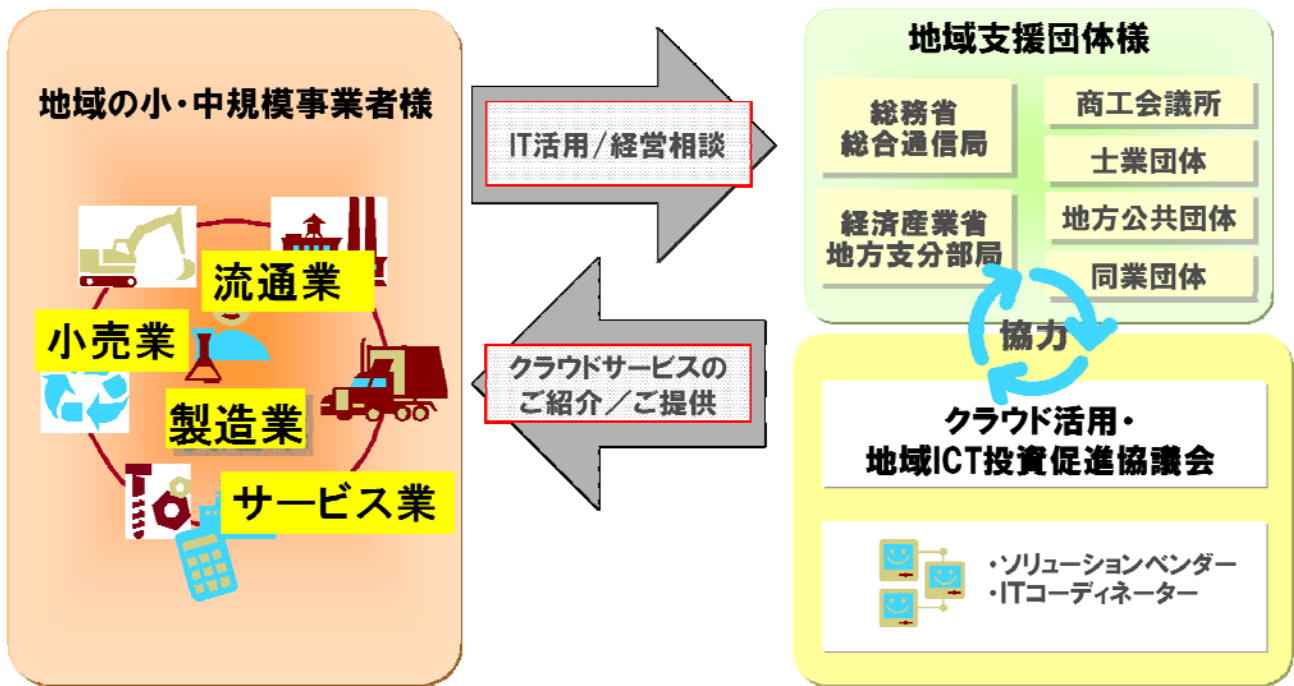 地域の小・中規模事業者様
流通業
小売業
製造業
サービス業
IT活用/経営相談
クラウドサービスの
ご紹介／ご提供
地域支援団体様
総務省
総合通信局
経済産業省
地方支分部局
商工会議所
士業団体
地方公共団体
同業団体
協力
クラウド活用・
地域ICT投資促進協議会
・ソリューションベンダー
・ITコーディネーター